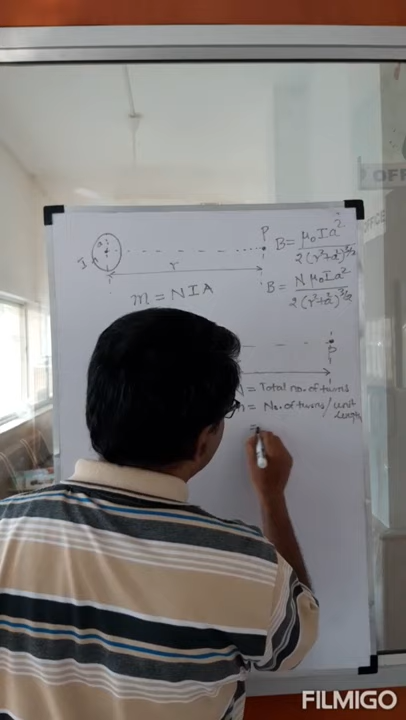 OFF
OFFICE
P
B = μ₀Ia²
2(r²+a²)^3/2
a
I
r
m = NIA
B = Nμ₀Ia²
2(r²+a²)^3/2
P
= Total no. of turns
= No. of turns/unit
length
=
FILMIGO